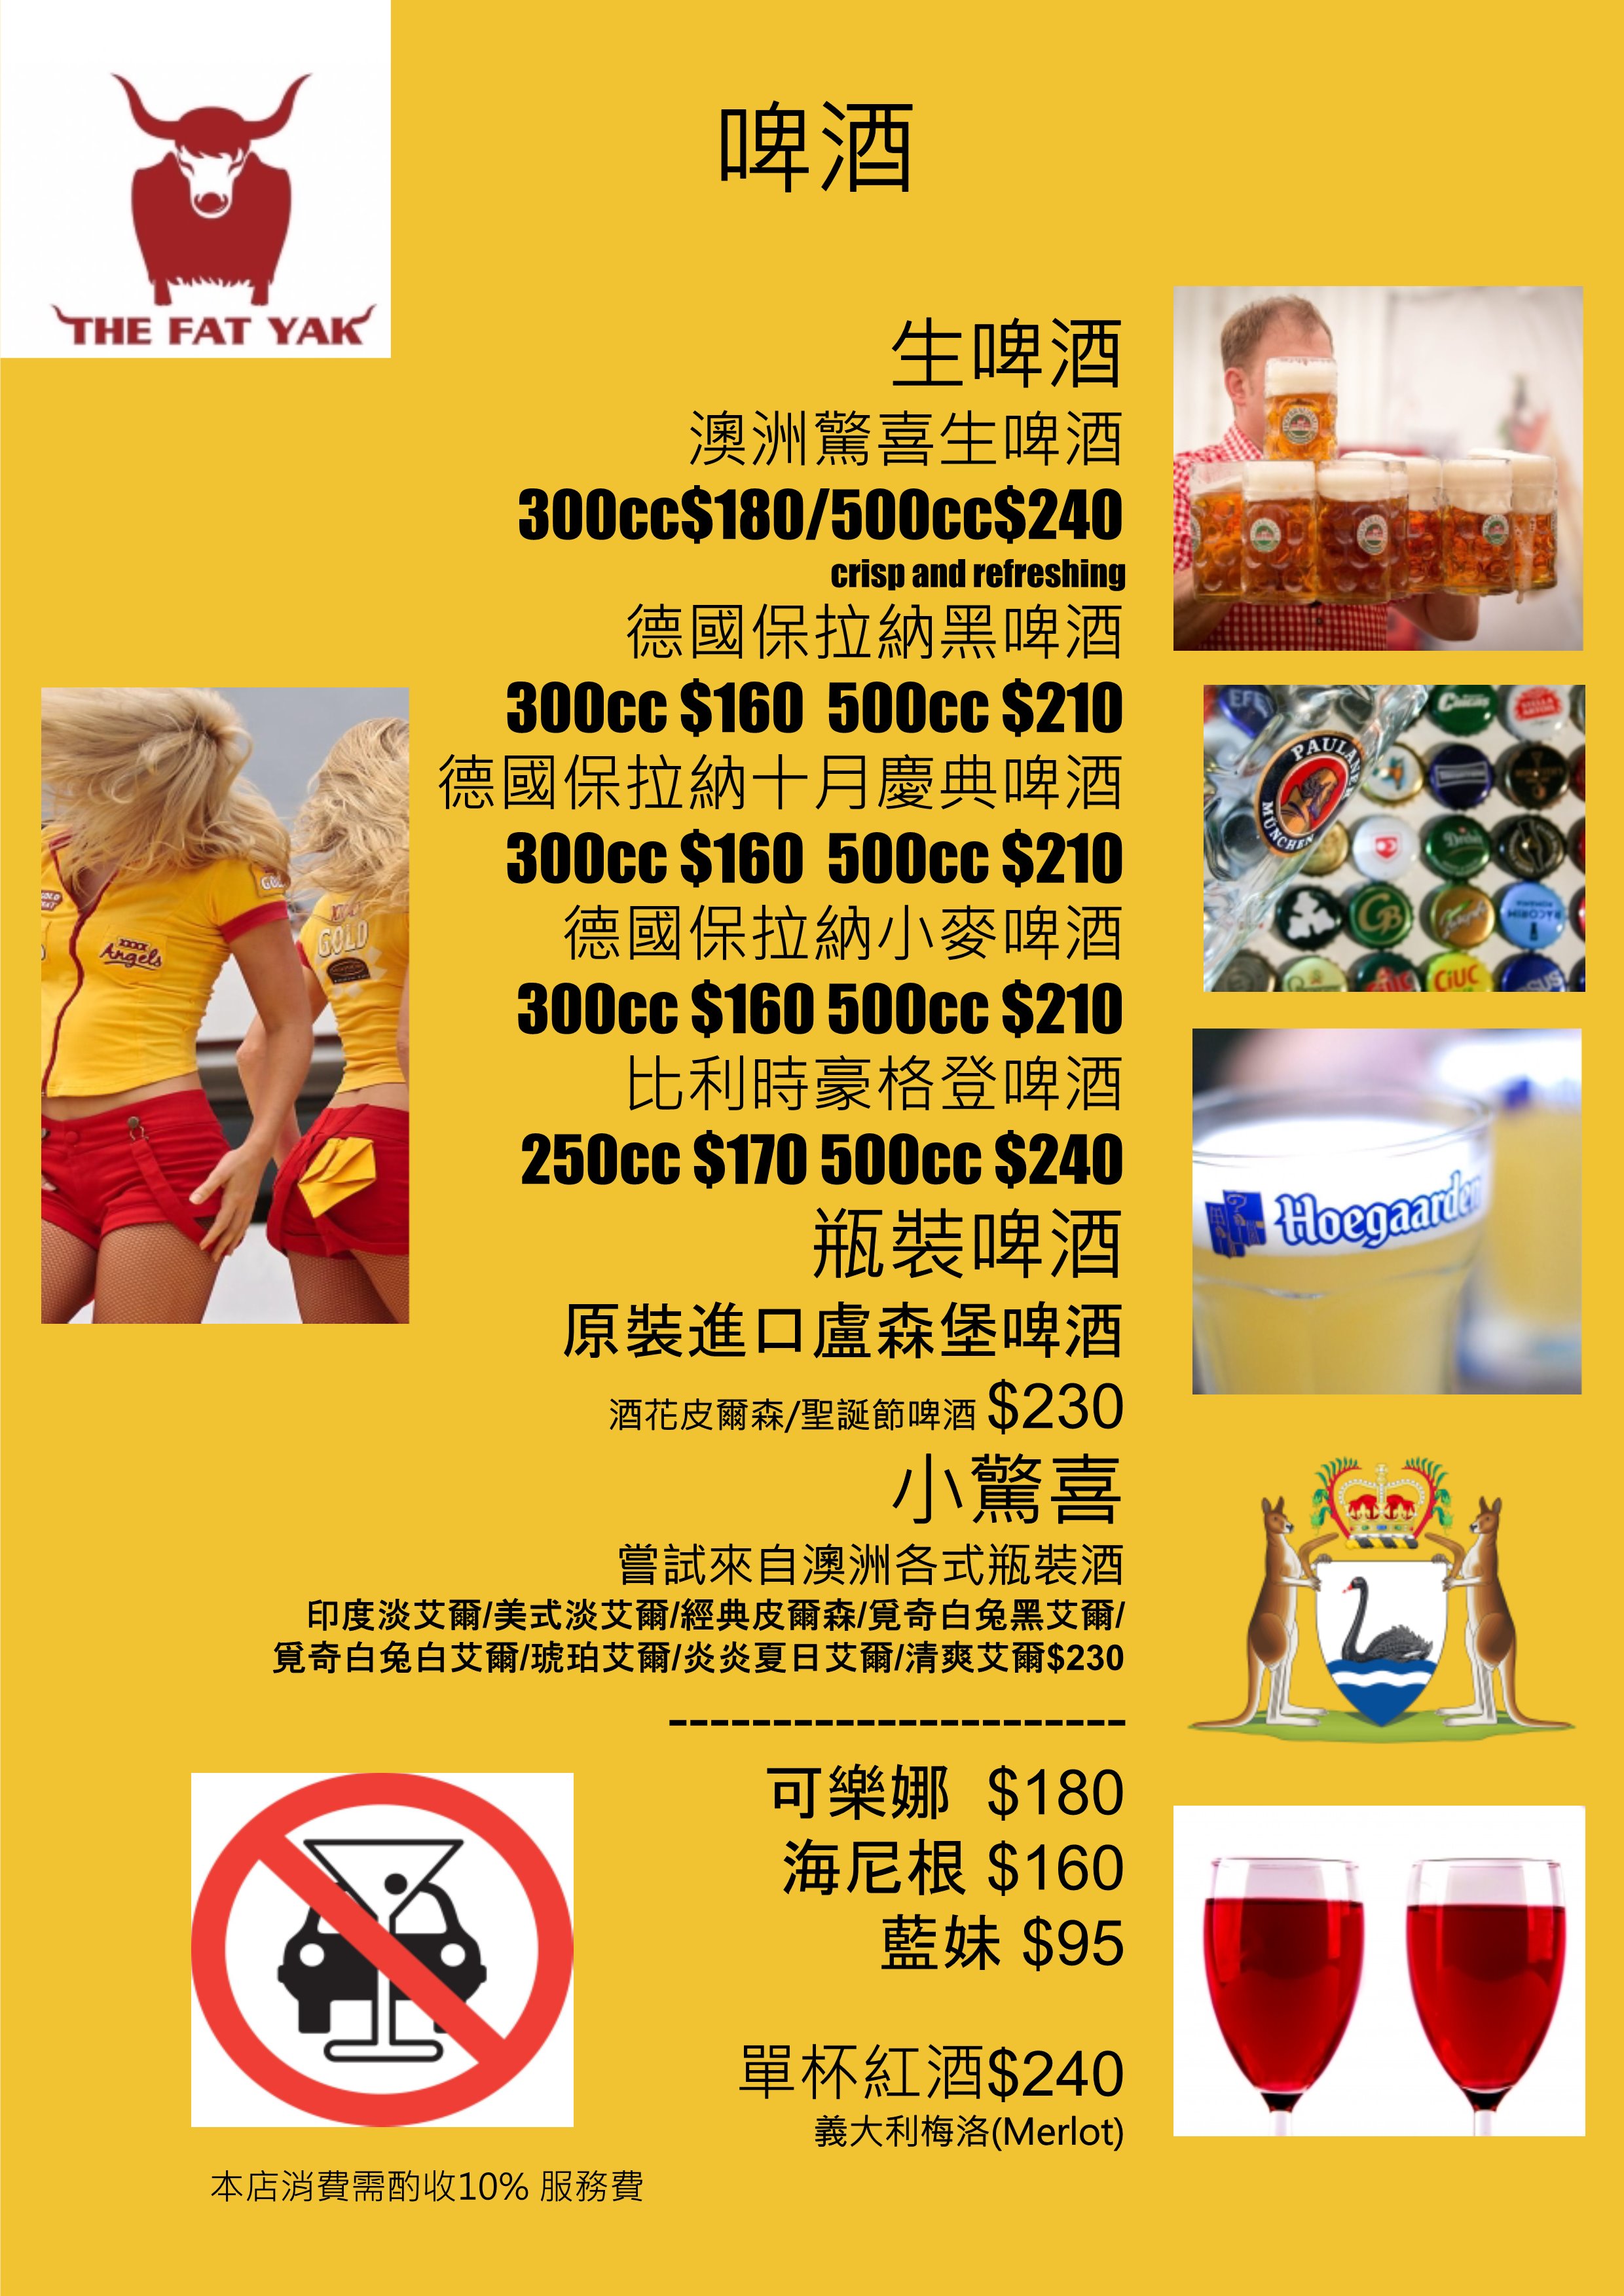 THE FAT YAK
啤酒
生啤酒
澳洲驚喜生啤酒
300cc$180/500cc$240
crisp and refreshing
德國保拉納黑啤酒
300cc $160 500cc $210
德國保拉納十月慶典啤酒
300cc $160 500cc $210
德國保拉納小麥啤酒
300cc $160 500cc $210
比利時豪格登啤酒
250cc $170 500cc $240
瓶裝啤酒
原裝進口盧森堡啤酒
酒花皮爾森/聖誕節啤酒 $230
小驚喜
嘗試來自澳洲各式瓶裝酒
印度淡艾爾/美式淡艾爾/經典皮爾森/覓奇白兔黑艾爾/
覓奇白兔白艾爾/琥珀艾爾/炎炎夏日艾爾/清爽艾爾$230
----------------------
可樂娜 $180
海尼根 $160
藍妹 $95
單杯紅酒$240
義大利梅洛(Merlot)
本店消費需酌收10% 服務費
XXXX
Angels
GOLD
PAULANER
MÜNCHEN
GB
CIUC
Hoegaarden